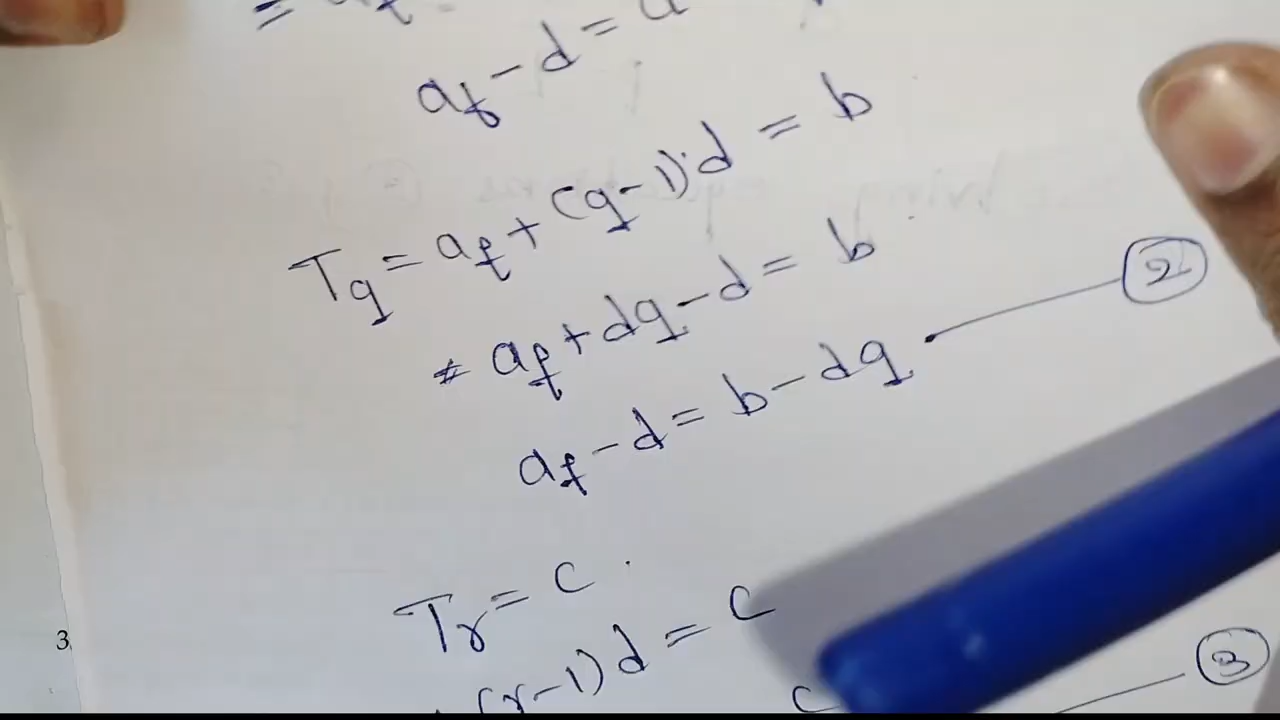 a_f - d = a
T_q = a_f + (q-1)d = b
= a_f + dq - d = b
a_f - d = b - dq ——— ②
T_r = c
(r-1)d = c
c ——— ③
3